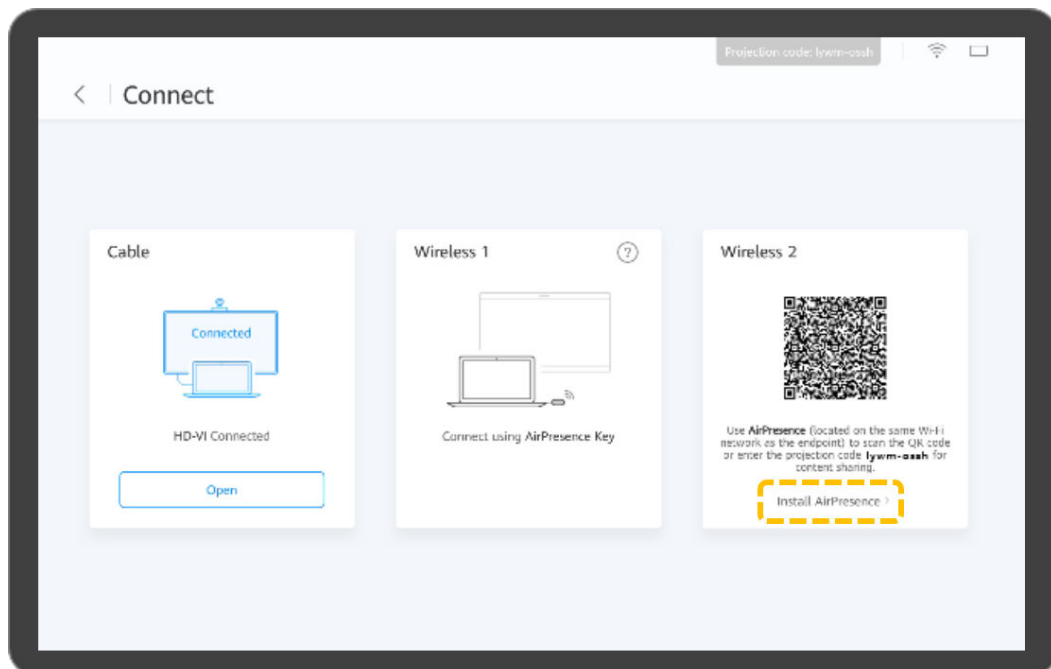 Projection code: lywm-ossh
Connect
Cable
Connected
HD-VI Connected
Open
Wireless 1
?
Connect using AirPresence Key
Wireless 2
Use AirPresence (located on the same Wi-Fi
network as the endpoint) to scan the QR code
or enter the projection code lywm-ossh for
content sharing.
Install AirPresence >